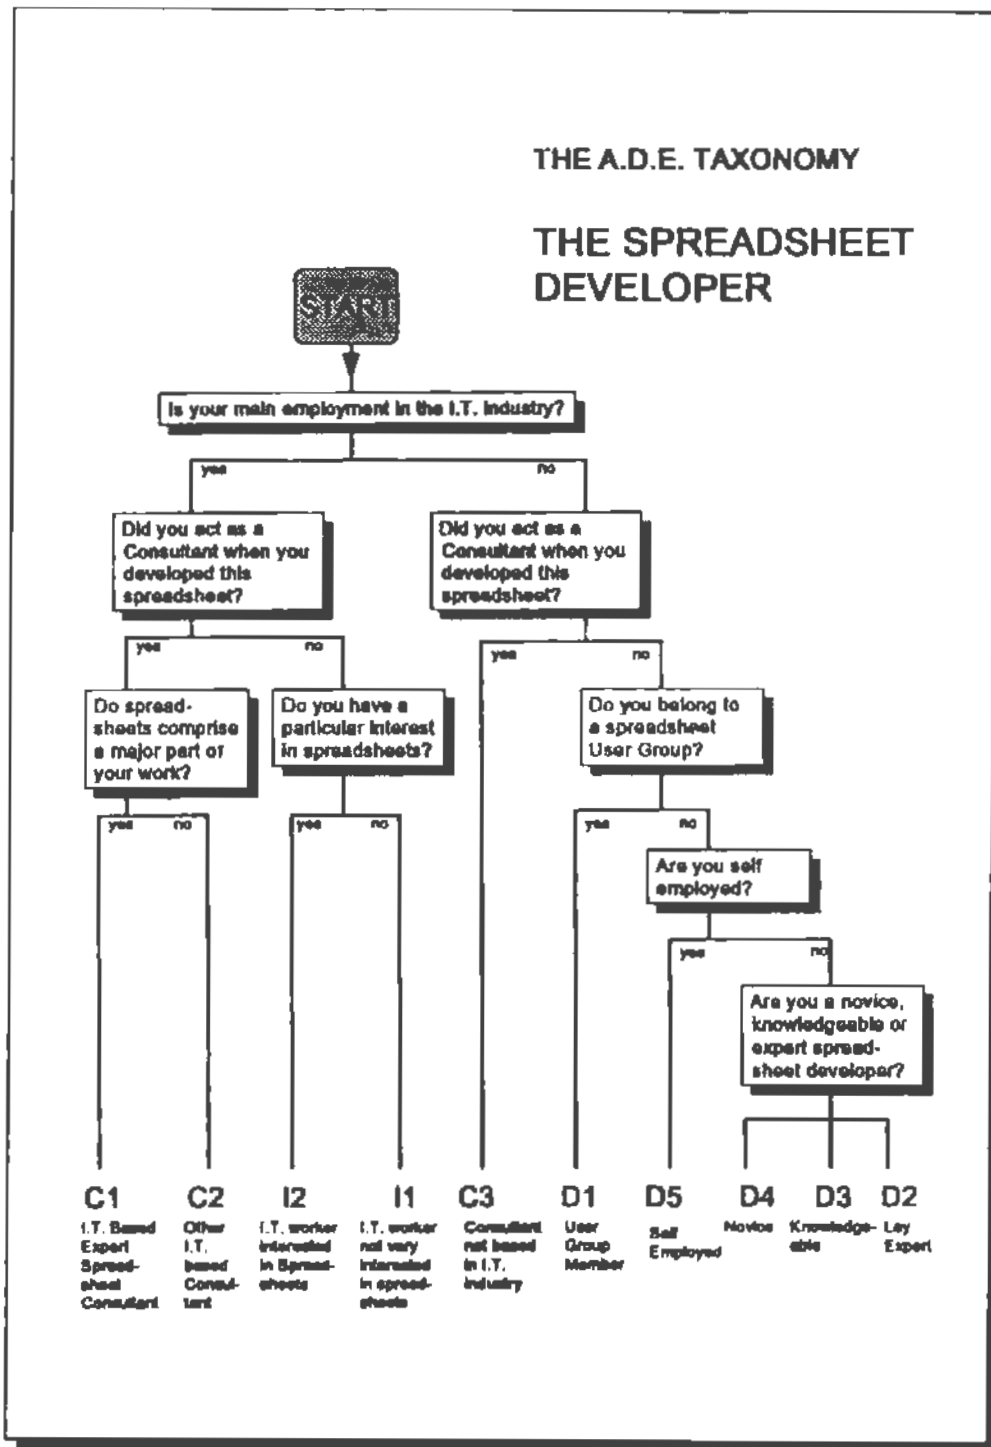 THE A.D.E. TAXONOMY
THE SPREADSHEET
DEVELOPER
START
Is your main employment in the I.T. Industry?
yes
no
Did you act as a
Consultant when you
developed this
spreadsheet?
Did you act as a
Consultant when you
developed this
spreadsheet?
yes
no
yes
no
Do spread-
sheets comprise
a major part of
your work?
Do you have a
particular interest
in spreadsheets?
Do you belong to
a spreadsheet
User Group?
yes
no
yes
no
yes
no
Are you self
employed?
yes
no
Are you a novice,
knowledgeable or
expert spread-
sheet developer?
C1
I.T. Based
Expert
Spread-
sheet
Consultant
C2
Other
I.T.
based
Consul-
tant
I2
I.T. worker
interested
in Spread-
sheets
I1
I.T. worker
not very
interested
in spread-
sheets
C3
Consultant
not based
in I.T.
industry
D1
User
Group
Member
D5
Self
Employed
D4
Novice
D3
Knowledge-
able
D2
Lay
Expert